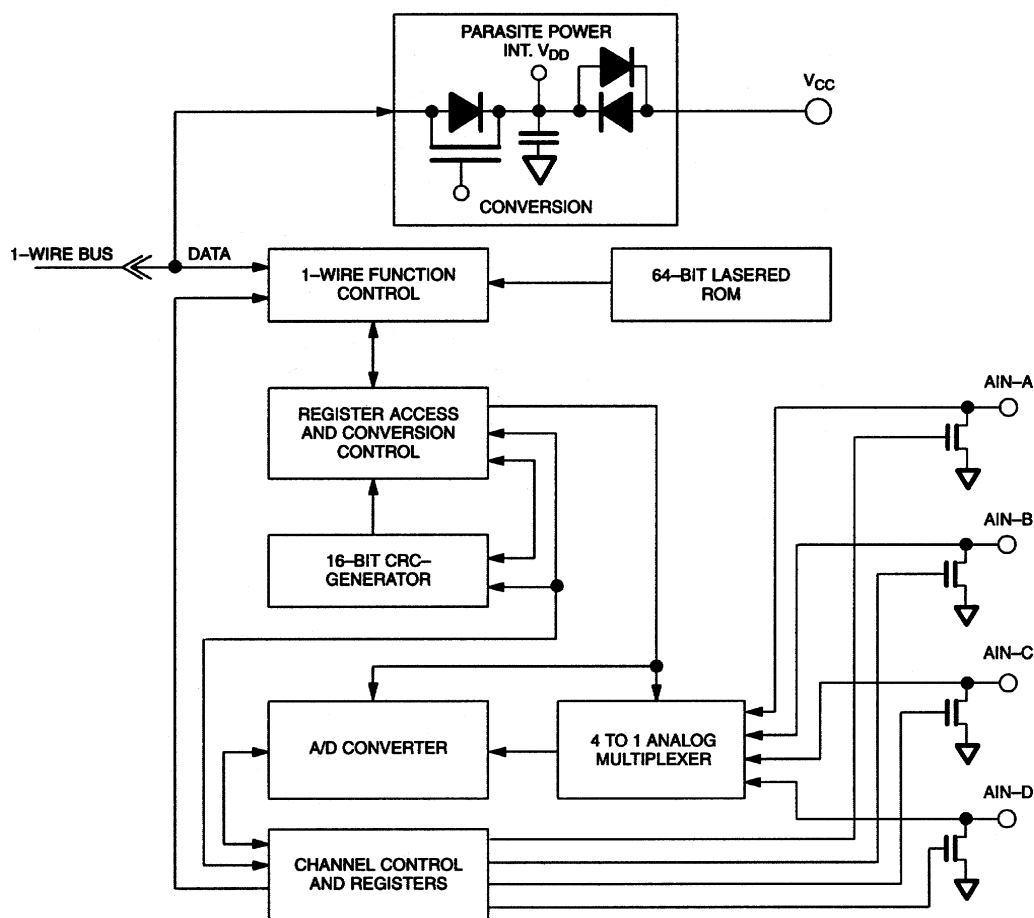 PARASITE POWER
INT. VDD
VCC
CONVERSION
1–WIRE BUS
DATA
1–WIRE FUNCTION
CONTROL
64–BIT LASERED
ROM
AIN–A
REGISTER ACCESS
AND CONVERSION
CONTROL
AIN–B
16–BIT CRC–
GENERATOR
AIN–C
A/D CONVERTER
4 TO 1 ANALOG
MULTIPLEXER
AIN–D
CHANNEL CONTROL
AND REGISTERS